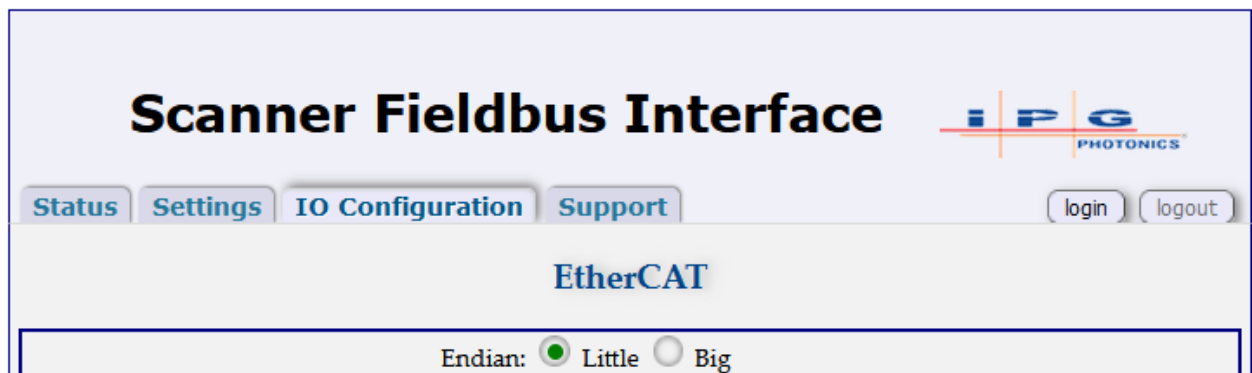 Scanner Fieldbus Interface
IPG
PHOTONICS
Status Settings IO Configuration Support login logout
EtherCAT
Endian: Little Big